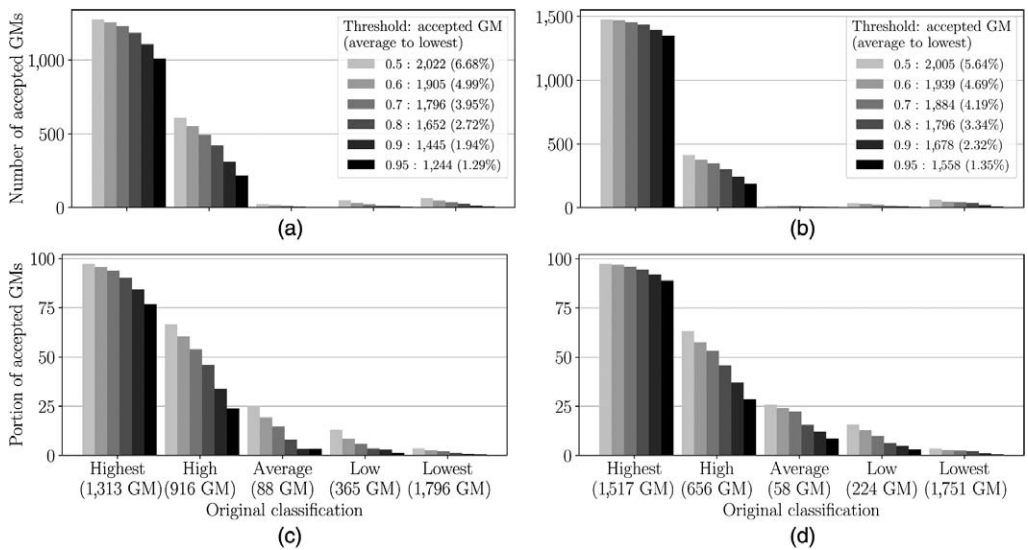 Number of accepted GMs
1,000
500
0
Threshold: accepted GM
(average to lowest)
0.5 : 2,022 (6.68%)
0.6 : 1,905 (4.99%)
0.7 : 1,796 (3.95%)
0.8 : 1,652 (2.72%)
0.9 : 1,445 (1.94%)
0.95 : 1,244 (1.29%)
(a)
1,500
1,000
500
0
Threshold: accepted GM
(average to lowest)
0.5 : 2,005 (5.64%)
0.6 : 1,939 (4.69%)
0.7 : 1,884 (4.19%)
0.8 : 1,796 (3.34%)
0.9 : 1,678 (2.32%)
0.95 : 1,558 (1.35%)
(b)
Portion of accepted GMs
100
75
50
25
0
Highest High Average Low Lowest
(1,313 GM) (916 GM) (88 GM) (365 GM) (1,796 GM)
Original classification
(c)
100
75
50
25
0
Highest High Average Low Lowest
(1,517 GM) (656 GM) (58 GM) (224 GM) (1,751 GM)
Original classification
(d)